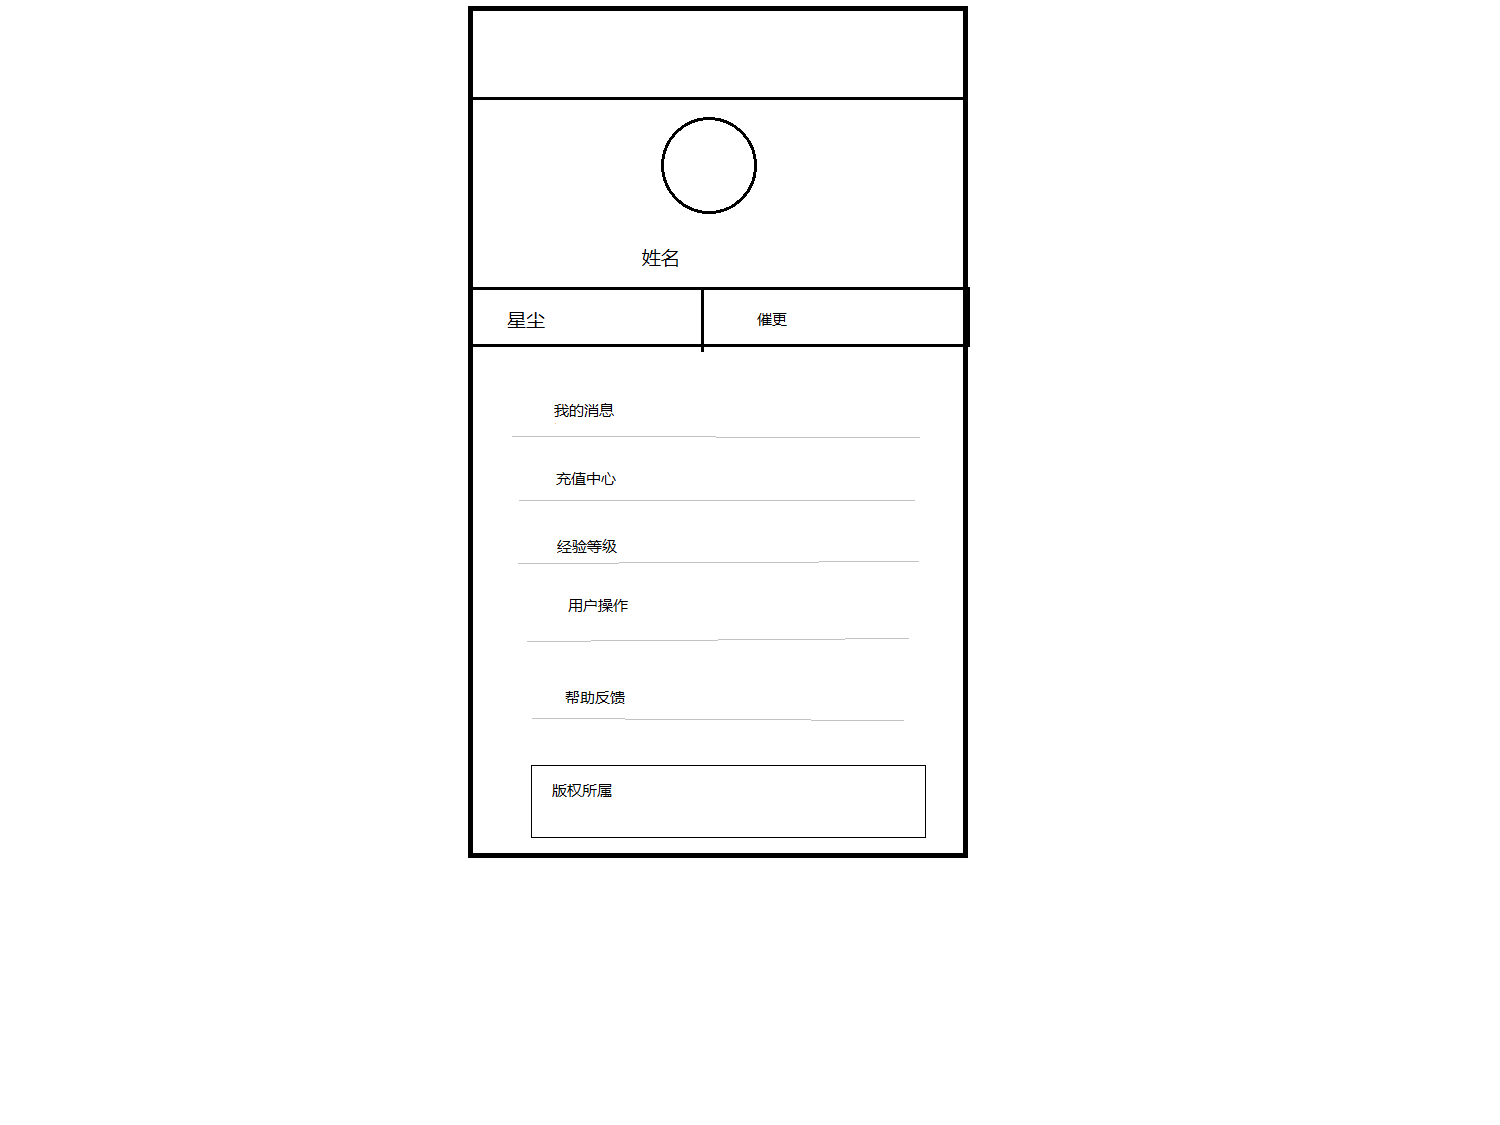 姓名
星尘
催更
我的消息
充值中心
经验等级
用户操作
帮助反馈
版权所属